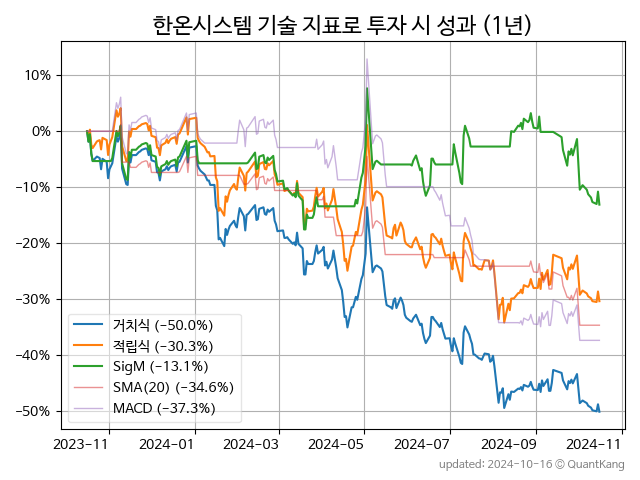 한온시스템 기술 지표로 투자 시 성과 (1년)
10%
0%
−10%
−20%
−30%
−40%
−50%
거치식 (−50.0%)
적립식 (−30.3%)
SigM (−13.1%)
SMA(20) (−34.6%)
MACD (−37.3%)
2023−11 2024−01 2024−03 2024−05 2024−07 2024−09 2024−11
updated: 2024-10-16 ⓒ QuantKang